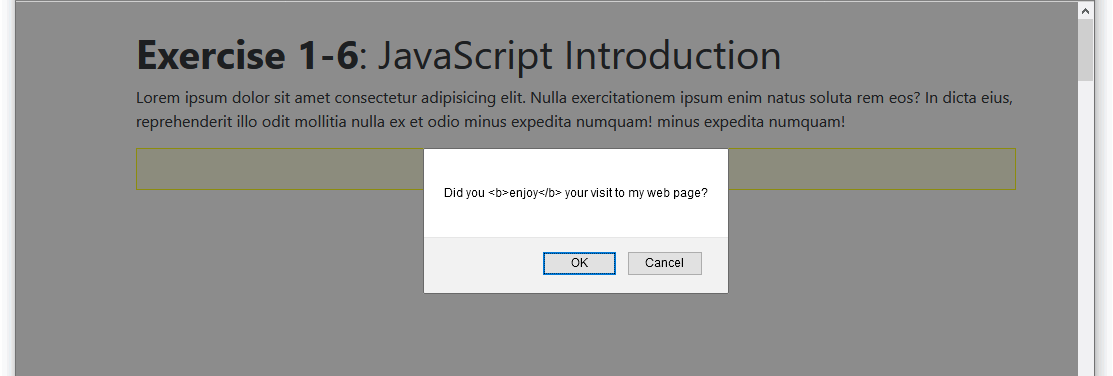 Exercise 1-6: JavaScript Introduction
Lorem ipsum dolor sit amet consectetur adipisicing elit. Nulla exercitationem ipsum enim natus soluta rem eos? In dicta eius,
reprehenderit illo odit mollitia nulla ex et odio minus expedita numquam! minus expedita numquam!
Did you <b>enjoy</b> your visit to my web page?
OK Cancel